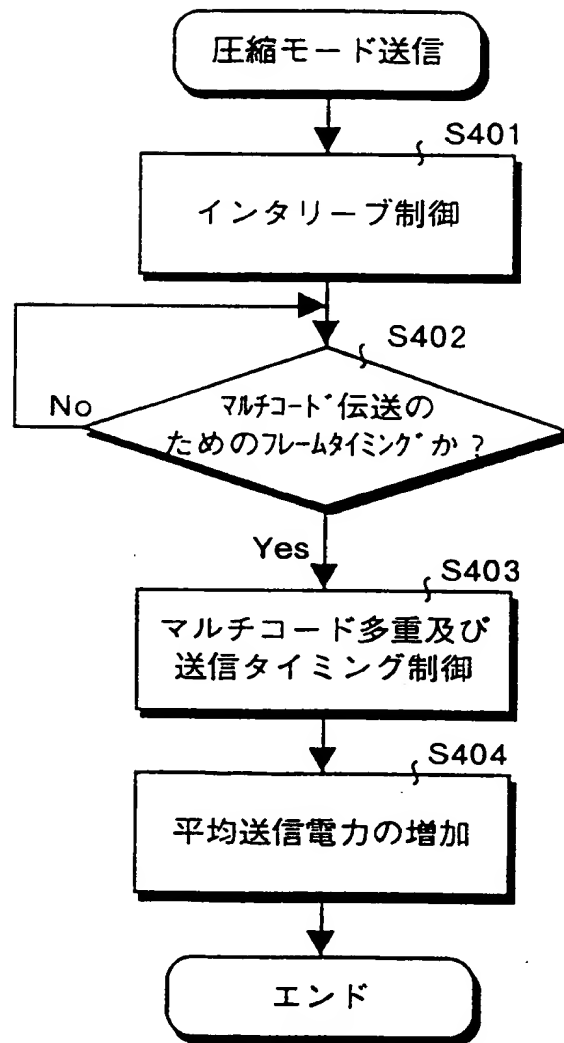 圧縮モード送信
S401
インタリーブ制御
S402
No
マルチコード伝送の
ためのフレームタイミングか?
Yes
S403
マルチコード多重及び
送信タイミング制御
S404
平均送信電力の増加
エンド